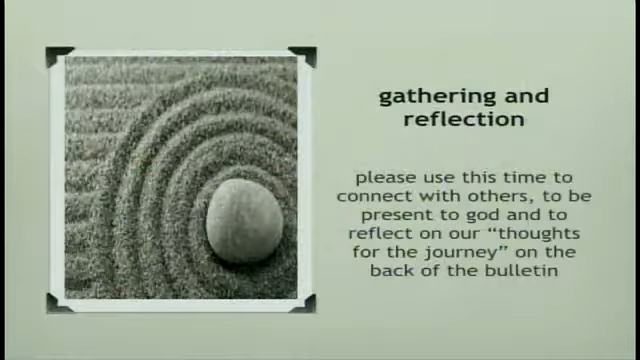 gathering and
reflection
please use this time to
connect with others, to be
present to god and to
reflect on our “thoughts
for the journey” on the
back of the bulletin